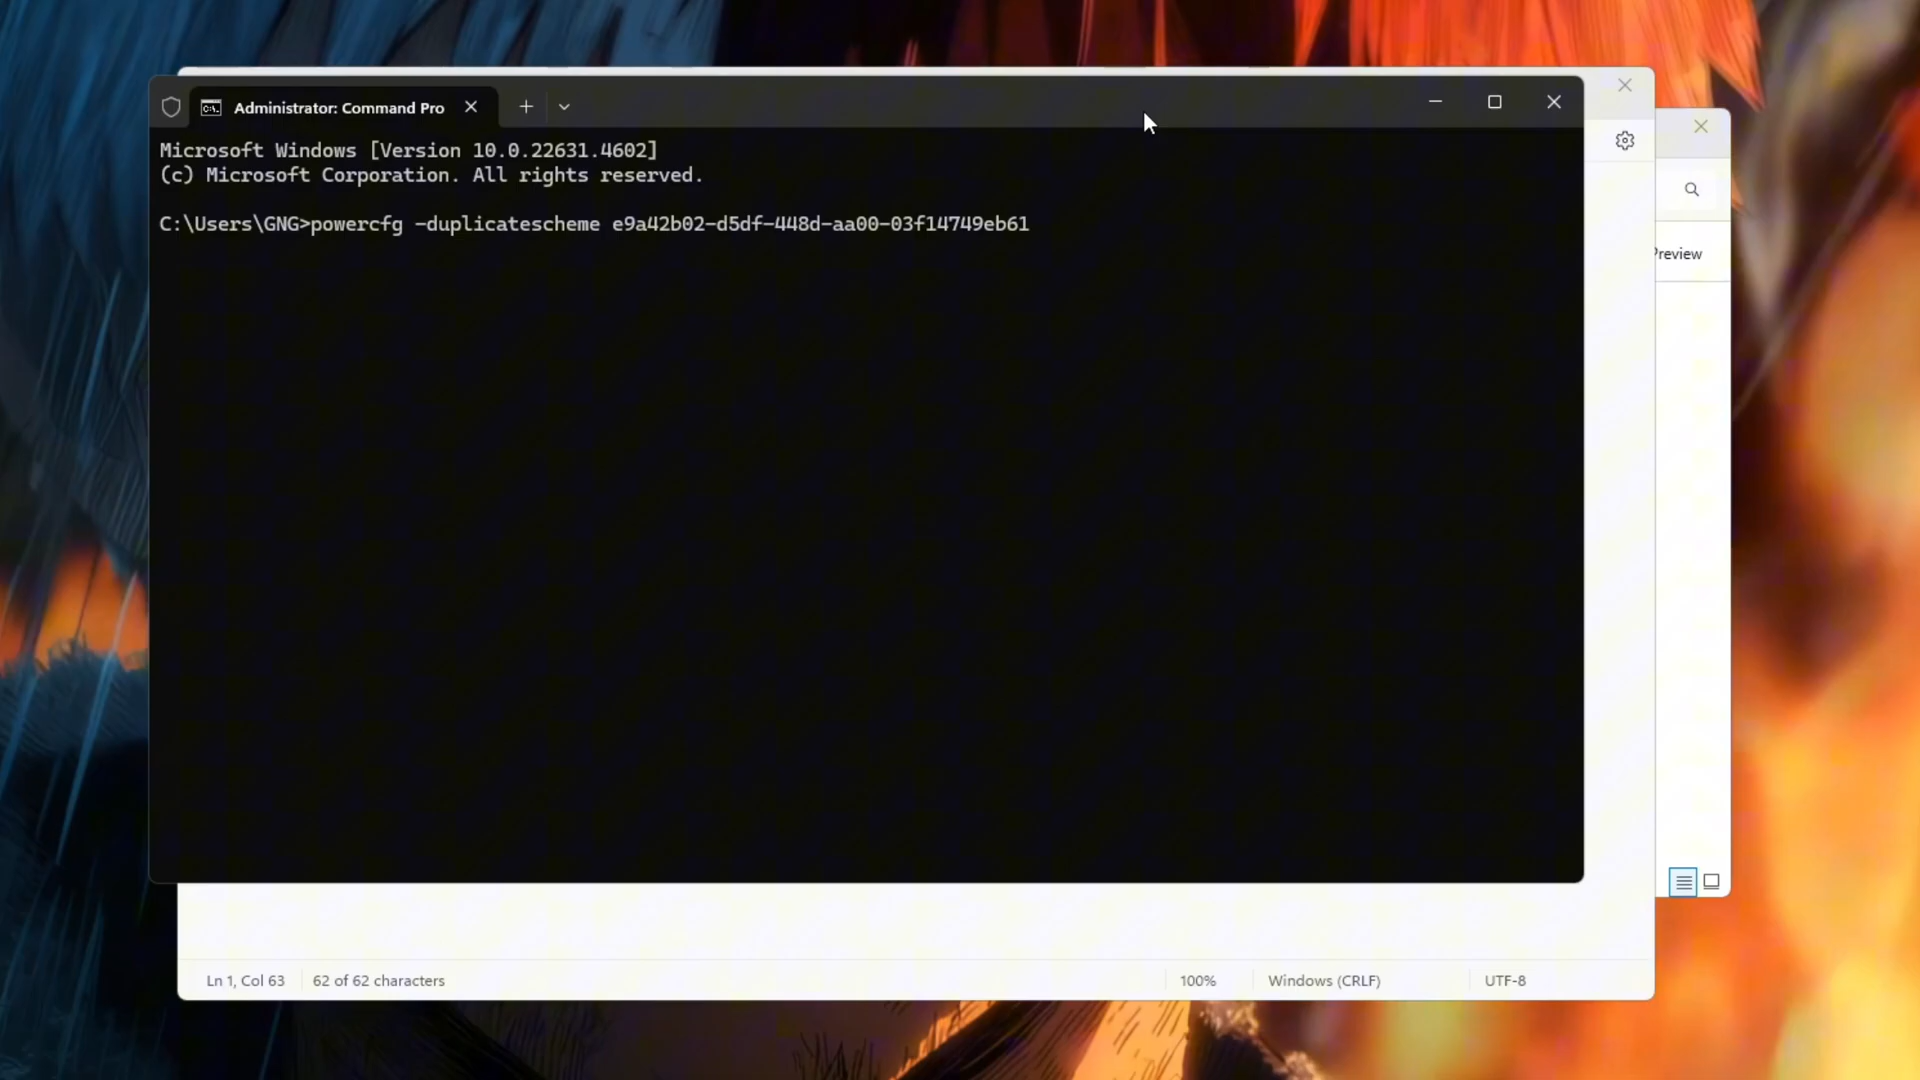 Administrator: Command Pro
Microsoft Windows [Version 10.0.22631.4602]
(c) Microsoft Corporation. All rights reserved.
C:\Users\GNG>powercfg -duplicatescheme e9a42b02-d5df-448d-aa00-03f14749eb61
Preview
Ln 1, Col 63
62 of 62 characters
100%
Windows (CRLF)
UTF-8